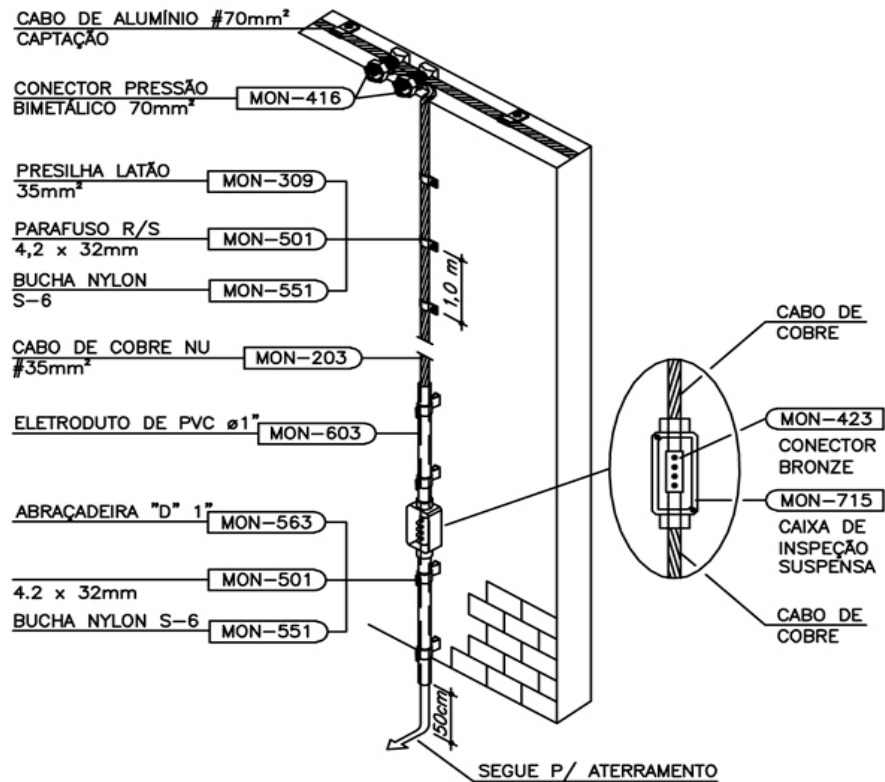 CABO DE ALUMÍNIO #70mm²
CAPTAÇÃO
CONECTOR PRESSÃO
BIMETÁLICO 70mm²
MON-416
PRESILHA LATÃO
35mm²
MON-309
PARAFUSO R/S
4,2 x 32mm
MON-501
BUCHA NYLON
S-6
MON-551
1,0 m
CABO DE COBRE NU
#35mm²
MON-203
ELETRODUTO DE PVC ø1"
MON-603
ABRAÇADEIRA "D" 1"
MON-563
4.2 x 32mm
MON-501
BUCHA NYLON S-6
MON-551
50cm
SEGUE P/ ATERRAMENTO
CABO DE
COBRE
MON-423
CONECTOR
BRONZE
MON-715
CAIXA DE
INSPEÇÃO
SUSPENSA
CABO DE
COBRE